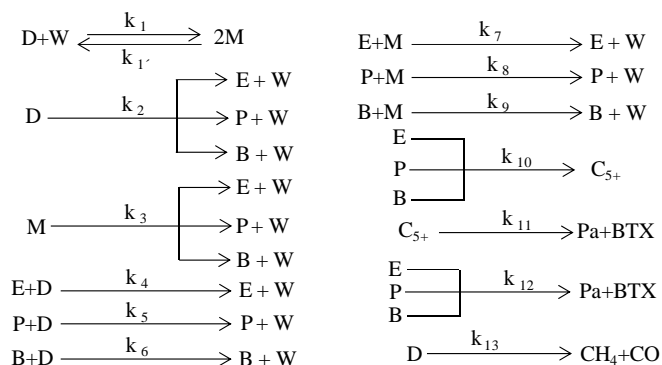 D+W k1 k1´ 2M
E + W
D k2 P + W
B + W
E + W
M k3 P + W
B + W
E+D k4 E + W
P+D k5 P + W
B+D k6 B + W
E+M k7 E + W
P+M k8 P + W
B+M k9 B + W
E
P k10 C5+
B
C5+ k11 Pa+BTX
E
P k12 Pa+BTX
B
D k13 CH4+CO